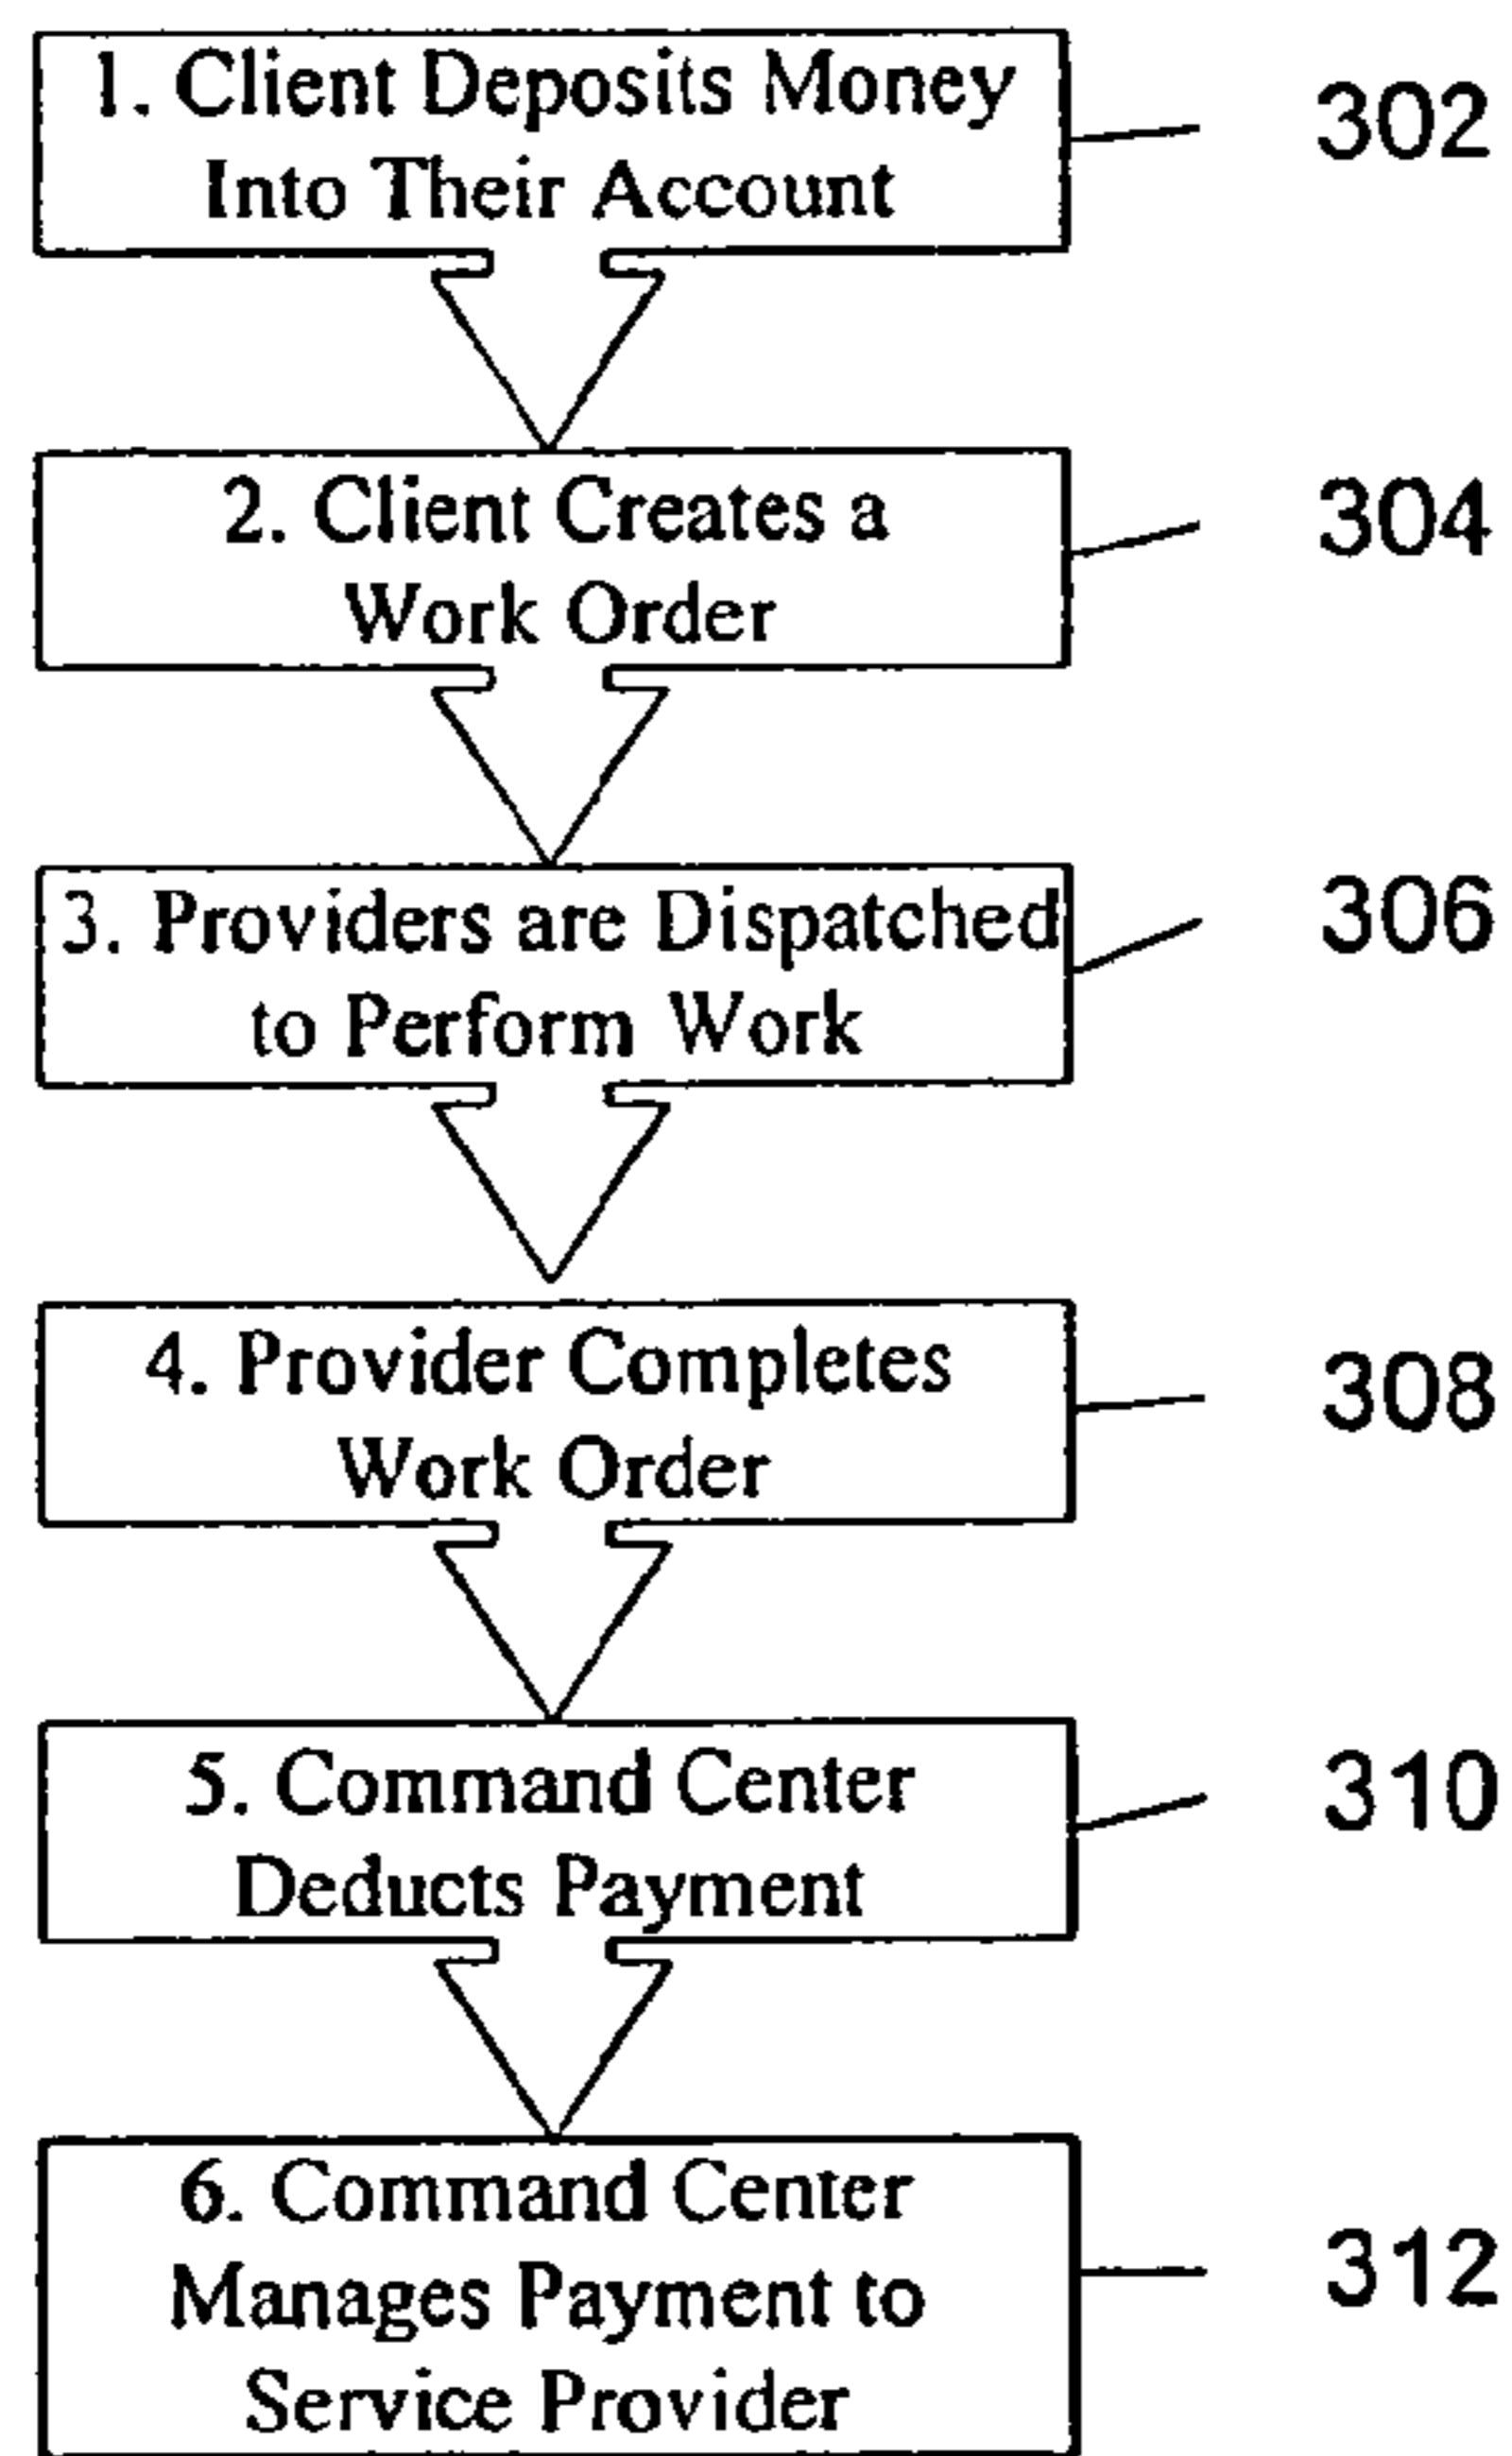 1. Client Deposits Money
Into Their Account
302
2. Client Creates a
Work Order
304
3. Providers are Dispatched
to Perform Work
306
4. Provider Completes
Work Order
308
5. Command Center
Deducts Payment
310
6. Command Center
Manages Payment to
Service Provider
312